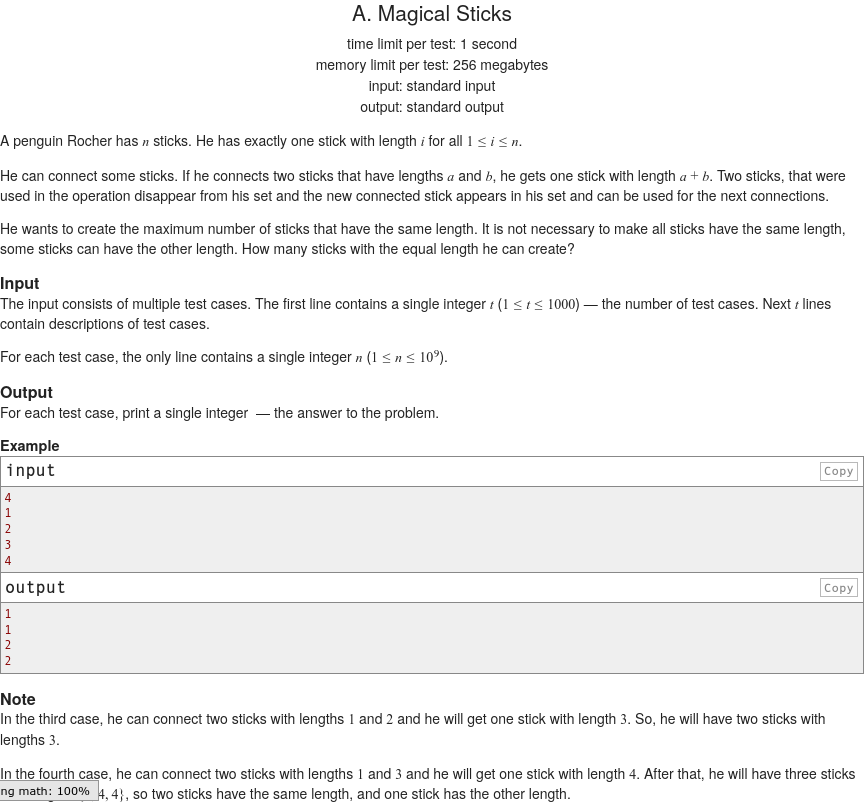 A. Magical Sticks
time limit per test: 1 second
memory limit per test: 256 megabytes
input: standard input
output: standard output
A penguin Rocher has n sticks. He has exactly one stick with length i for all 1 ≤ i ≤ n.
He can connect some sticks. If he connects two sticks that have lengths a and b, he gets one stick with length a + b. Two sticks, that were
used in the operation disappear from his set and the new connected stick appears in his set and can be used for the next connections.
He wants to create the maximum number of sticks that have the same length. It is not necessary to make all sticks have the same length,
some sticks can have the other length. How many sticks with the equal length he can create?
Input
The input consists of multiple test cases. The first line contains a single integer t (1 ≤ t ≤ 1000) — the number of test cases. Next t lines
contain descriptions of test cases.
For each test case, the only line contains a single integer n (1 ≤ n ≤ 10⁹).
Output
For each test case, print a single integer — the answer to the problem.
Example
input
Copy
4
1
2
3
4
output
Copy
1
1
2
2
Note
In the third case, he can connect two sticks with lengths 1 and 2 and he will get one stick with length 3. So, he will have two sticks with
lengths 3.
In the fourth case, he can connect two sticks with lengths 1 and 3 and he will get one stick with length 4. After that, he will have three sticks
ng math: 100% 4, 4}, so two sticks have the same length, and one stick has the other length.